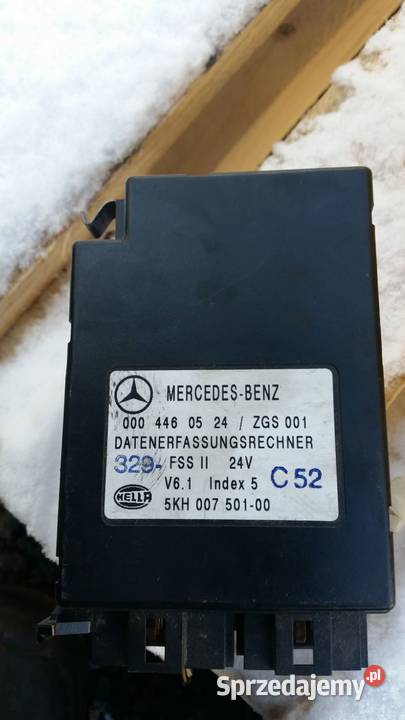 MERCEDES-BENZ
000 446 05 24 / ZGS 001
DATENERFASSUNGSRECHNER
329- FSS II 24V
V6.1 Index 5 C52
HELLA 5KH 007 501-00
Sprzedajemy.pl